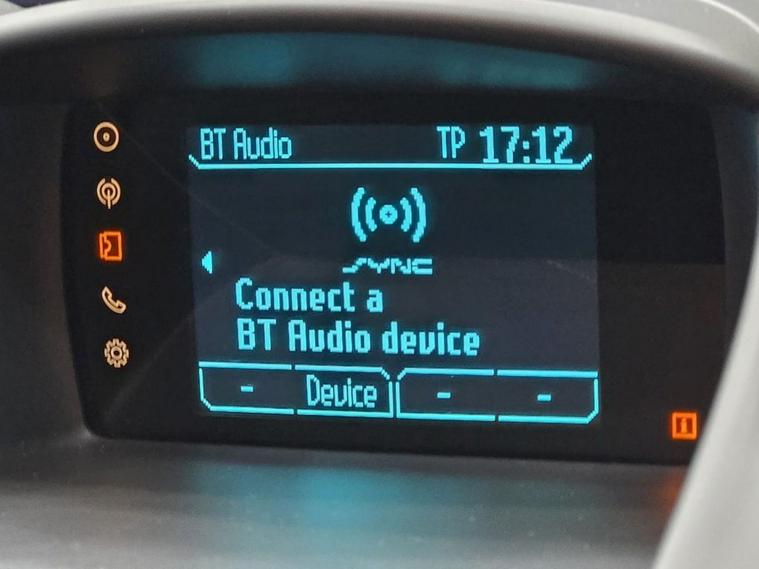 BT Audio TP 17:12
SYNC
Connect a
BT Audio device
- Device - -
i